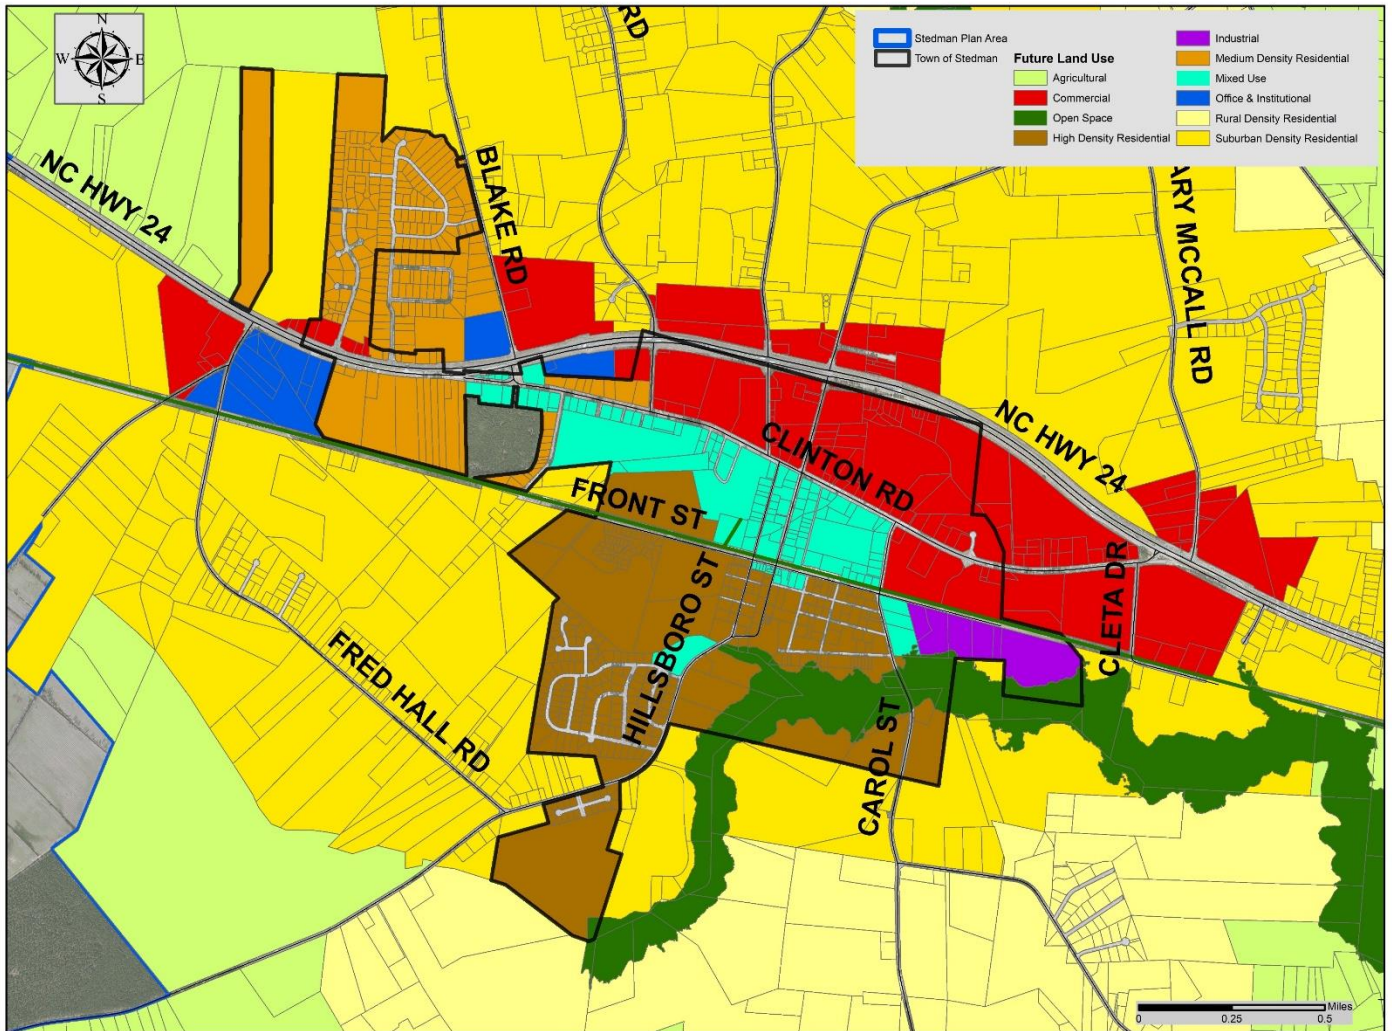 N
W E
S
RD
Stedman Plan Area
Town of Stedman
Future Land Use
Agricultural
Commercial
Open Space
High Density Residential
Industrial
Medium Density Residential
Mixed Use
Office & Institutional
Rural Density Residential
Suburban Density Residential
NC HWY 24
BLAKE RD
ARY MCCALL RD
NC HWY 24
CLINTON RD
FRONT ST
HILLSBORO ST
CLETA DR
FRED HALL RD
CAROL ST
Miles
0 0.25 0.5